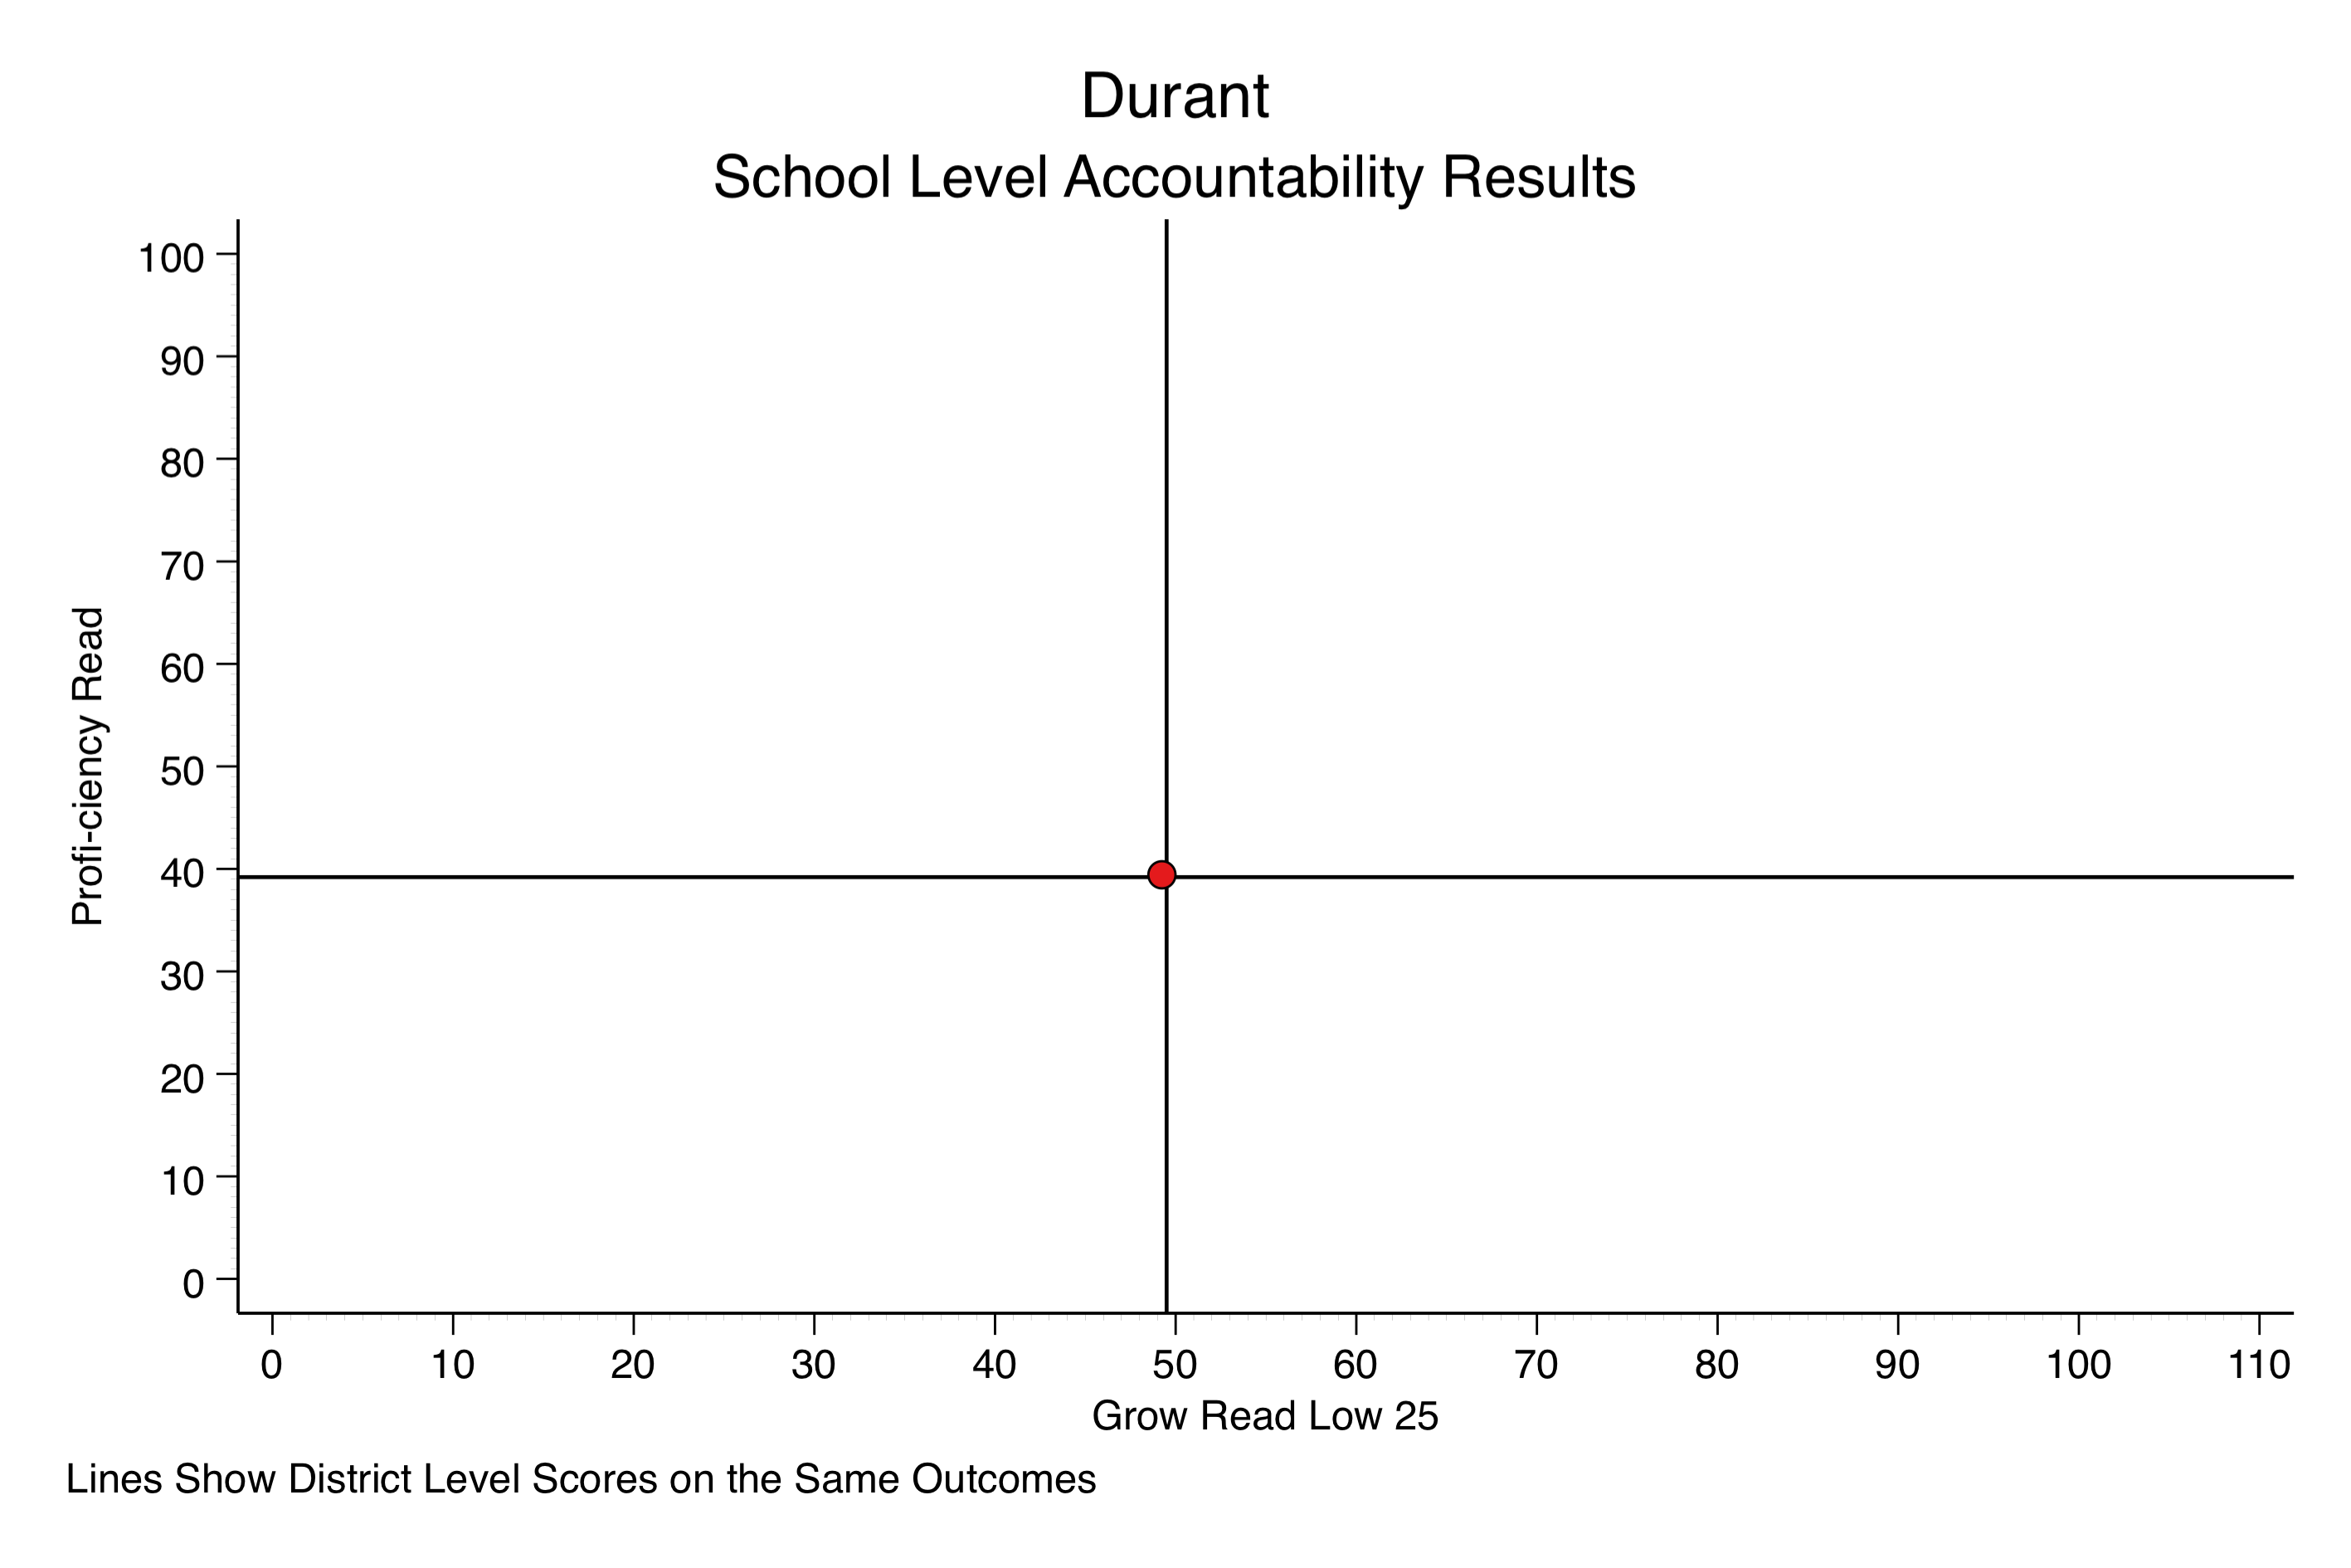 Durant
School Level Accountability Results
100
90
80
70
60
50
40
30
20
10
0
Profi-ciency Read
0 10 20 30 40 50 60 70 80 90 100 110
Grow Read Low 25
Lines Show District Level Scores on the Same Outcomes